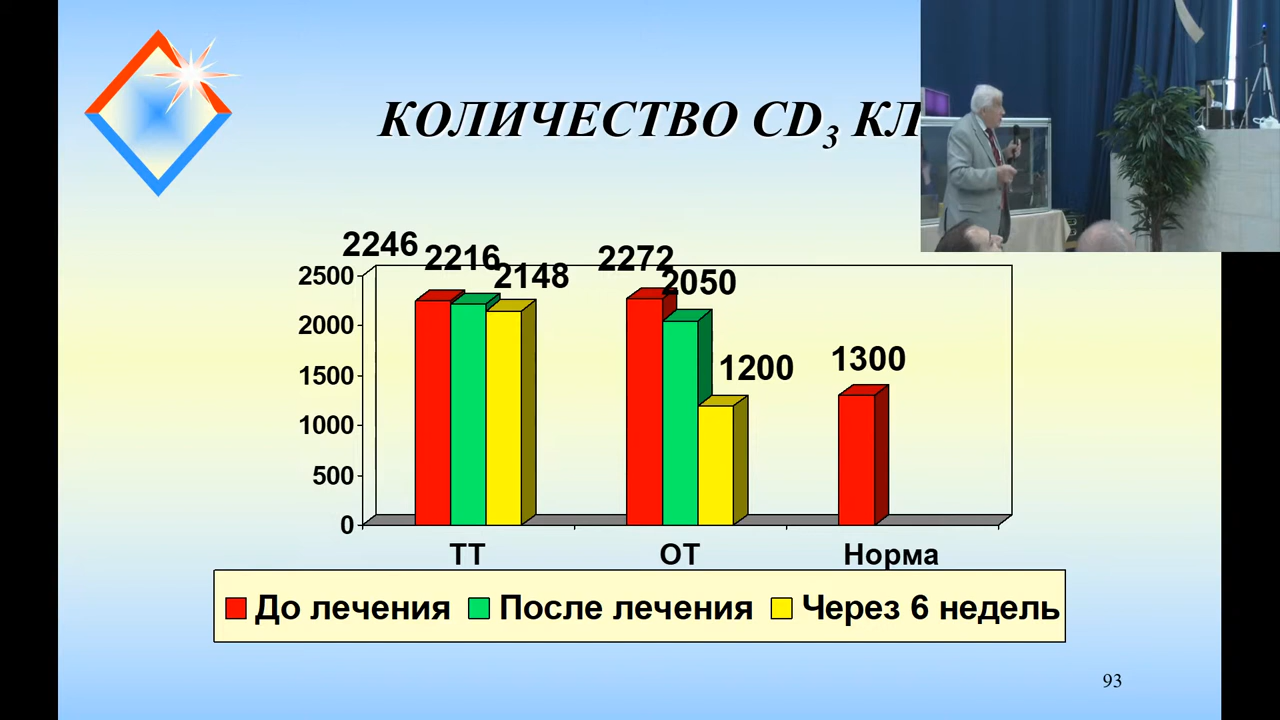 КОЛИЧЕСТВО CD3
2246 2216 2148 2272 2050 1200 1300
2500
2000
1500
1000
500
0
ТТ ОТ Норма
До лечения После лечения Через 6 недель
93